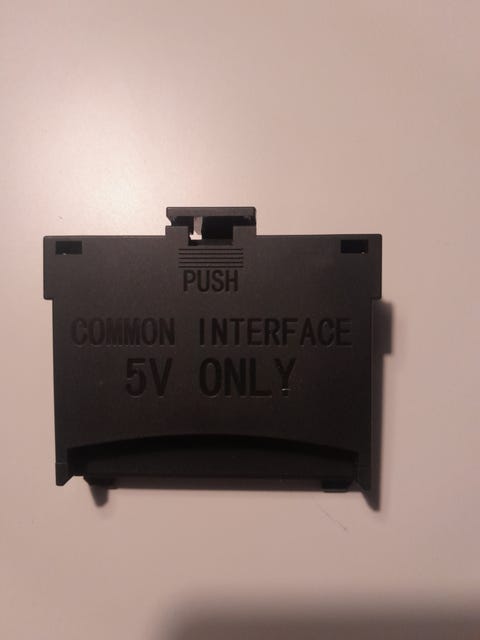 PUSH
COMMON INTERFACE
5V ONLY